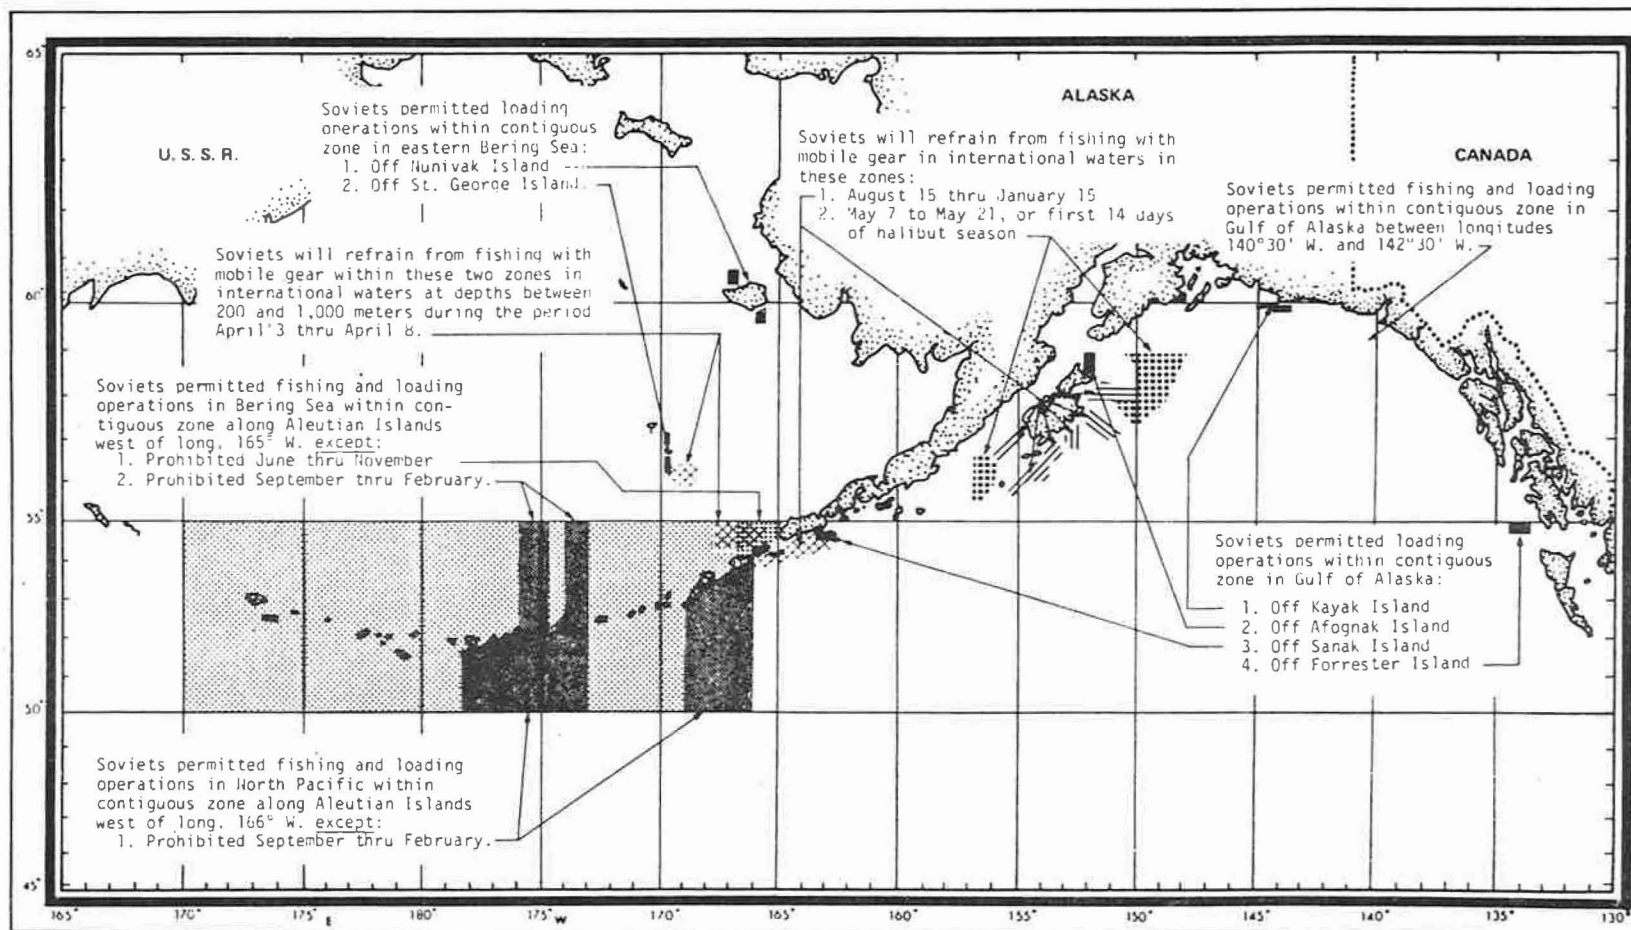 65°
ALASKA
Soviets permitted loading
operations within contiguous
zone in eastern Bering Sea:
1. Off Nunivak Island
2. Off St. George Island.
U.S.S.R.
Soviets will refrain from fishing with
mobile gear in international waters in
these zones:
1. August 15 thru January 15
2. May 7 to May 21, or first 14 days
of halibut season
CANADA
Soviets permitted fishing and loading
operations within contiguous zone in
Gulf of Alaska between longitudes
140°30' W. and 142°30' W.
Soviets will refrain from fishing with
mobile gear within these two zones in
international waters at depths between
200 and 1,000 meters during the period
April 3 thru April 8.
60°
Soviets permitted fishing and loading
operations in Bering Sea within con-
tiguous zone along Aleutian Islands
west of long. 165° W. except:
1. Prohibited June thru November
2. Prohibited September thru February.
55°
Soviets permitted loading
operations within contiguous
zone in Gulf of Alaska:
1. Off Kayak Island
2. Off Afognak Island
3. Off Sanak Island
4. Off Forrester Island
50°
Soviets permitted fishing and loading
operations in North Pacific within
contiguous zone along Aleutian Islands
west of long. 166° W. except:
1. Prohibited September thru February.
45°
165° 170° 175° E 180° 175° W 170° 165° 160° 155° 150° 145° 140° 135° 130°